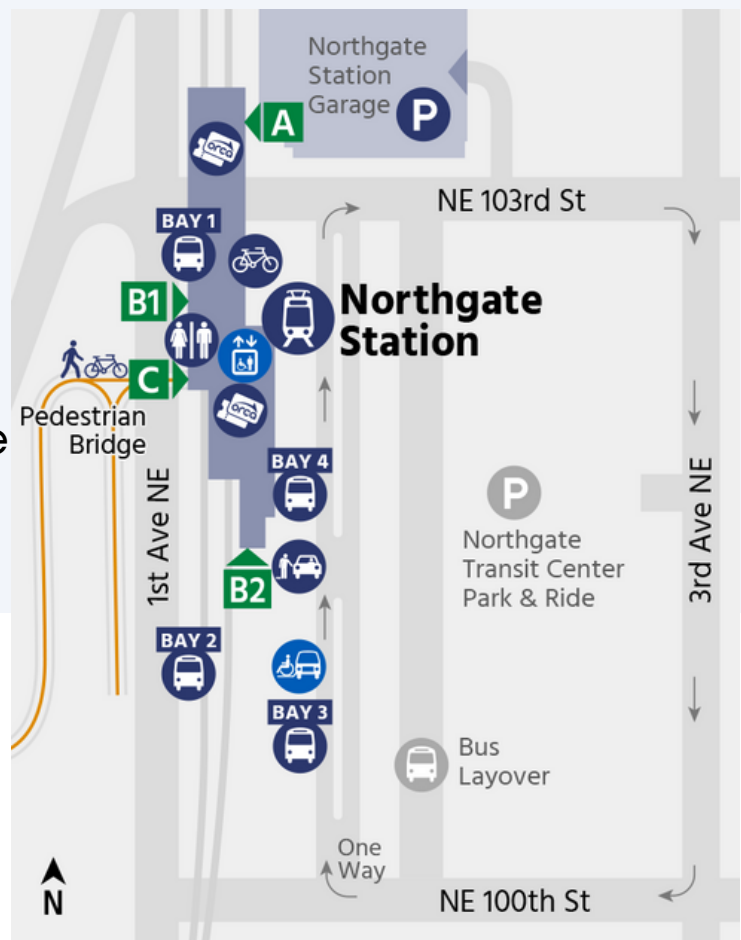 Northgate
Station
Garage
P
A
orca
NE 103rd St
BAY 1
B1
Northgate
Station
C
Pedestrian
Bridge
e
orca
BAY 4
1st Ave NE
P
Northgate
Transit Center
Park & Ride
3rd Ave NE
B2
BAY 2
BAY 3
Bus
Layover
One
Way
N
NE 100th St